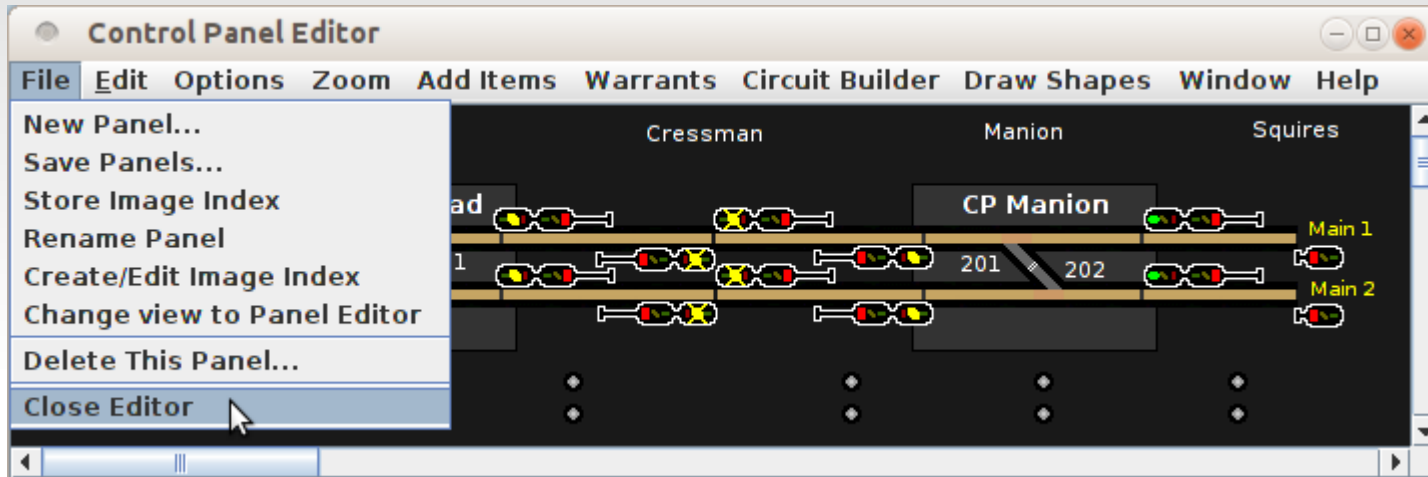 Control Panel Editor
File Edit Options Zoom Add Items Warrants Circuit Builder Draw Shapes Window Help
New Panel...
Save Panels...
Store Image Index
Rename Panel
Create/Edit Image Index
Change view to Panel Editor
Delete This Panel...
Close Editor
Cressman Manion Squires
ad CP Manion
Main 1
1 201 202
Main 2